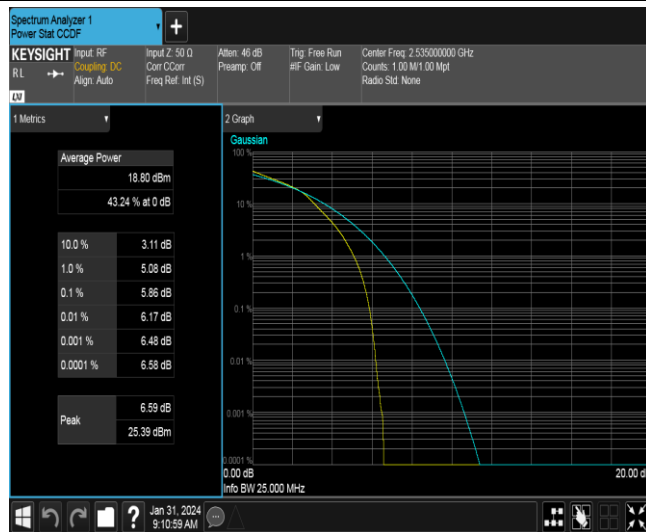 Spectrum Analyzer 1
Power Stat CCDF
+
KEYSIGHT
RL
LXI
Input: RF
Coupling: DC
Align: Auto
Input Z: 50 Ω
Corr CCorr
Freq Ref: Int (S)
Atten: 46 dB
Preamp: Off
Trig: Free Run
#IF Gain: Low
Center Freq: 2.535000000 GHz
Counts: 1.00 M/1.00 Mpt
Radio Std: None
1 Metrics
Average Power
18.80 dBm
43.24 % at 0 dB
10.0 % 3.11 dB
1.0 % 5.08 dB
0.1 % 5.86 dB
0.01 % 6.17 dB
0.001 % 6.48 dB
0.0001 % 6.58 dB
Peak
6.59 dB
25.39 dBm
2 Graph
Gaussian
100 %
10 %
1 %
0.1 %
0.01 %
0.001 %
0.0001 %
0.00 dB
20.00 d
Info BW 25.000 MHz
?
Jan 31, 2024
9:10:59 AM